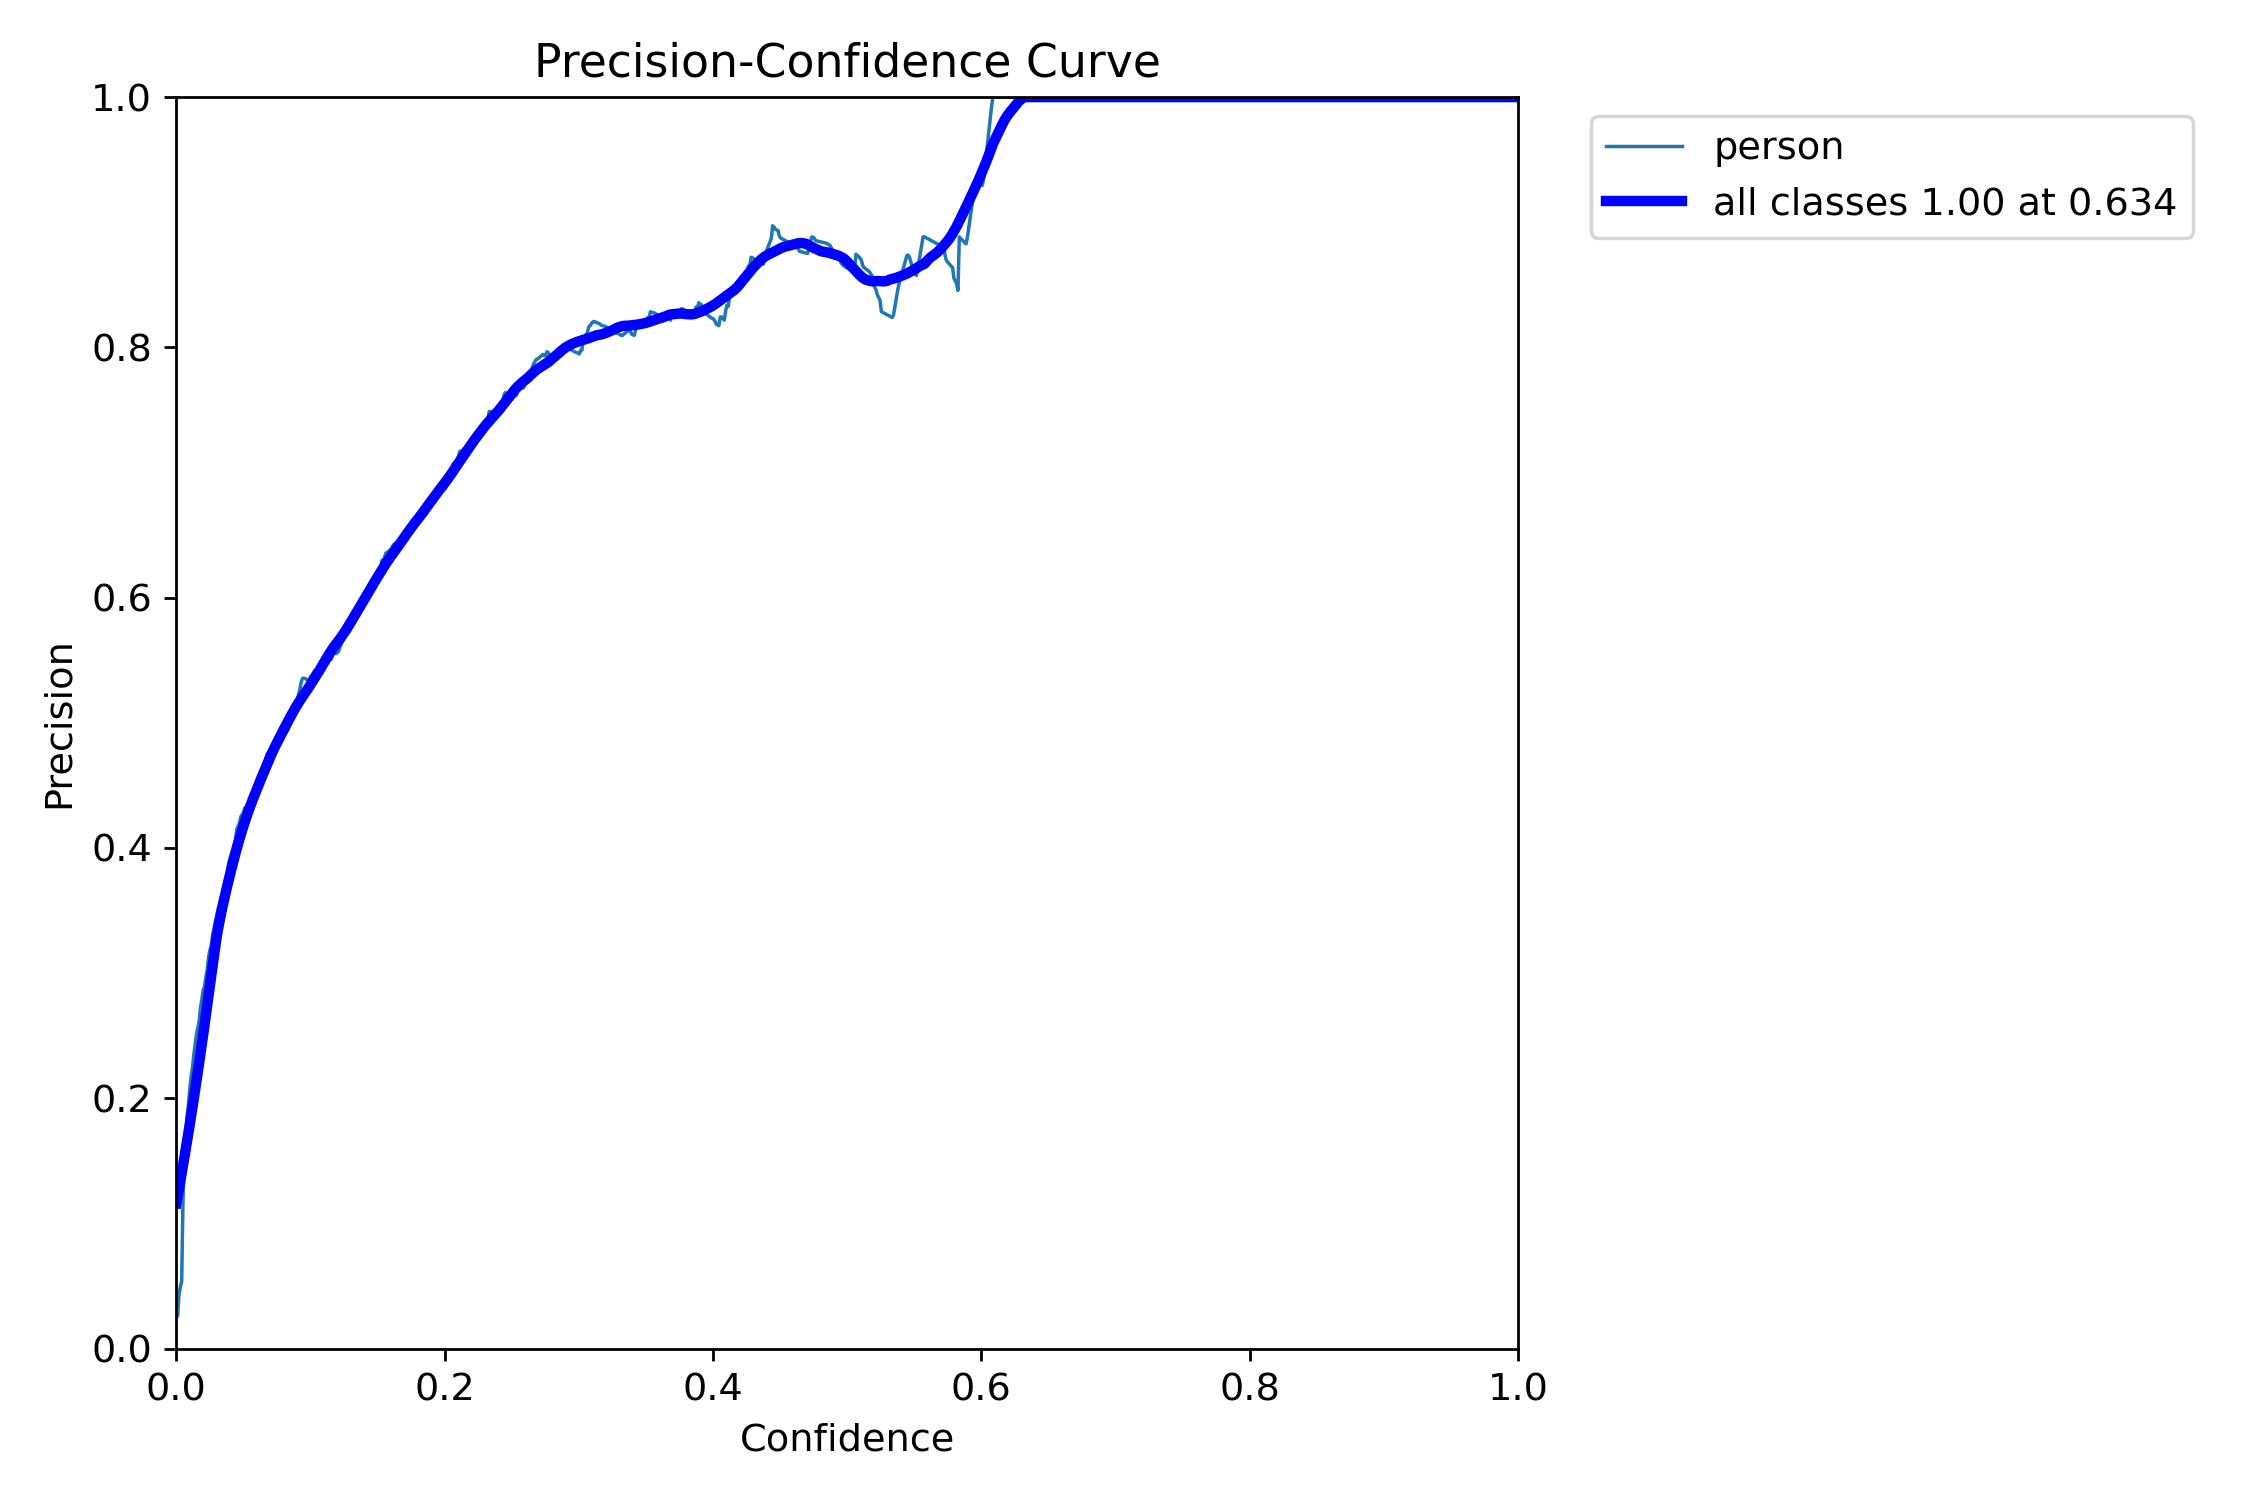 Precision-Confidence Curve
1.0
0.8
0.6
0.4
0.2
0.0
Precision
0.0 0.2 0.4 0.6 0.8 1.0
Confidence
person
all classes 1.00 at 0.634